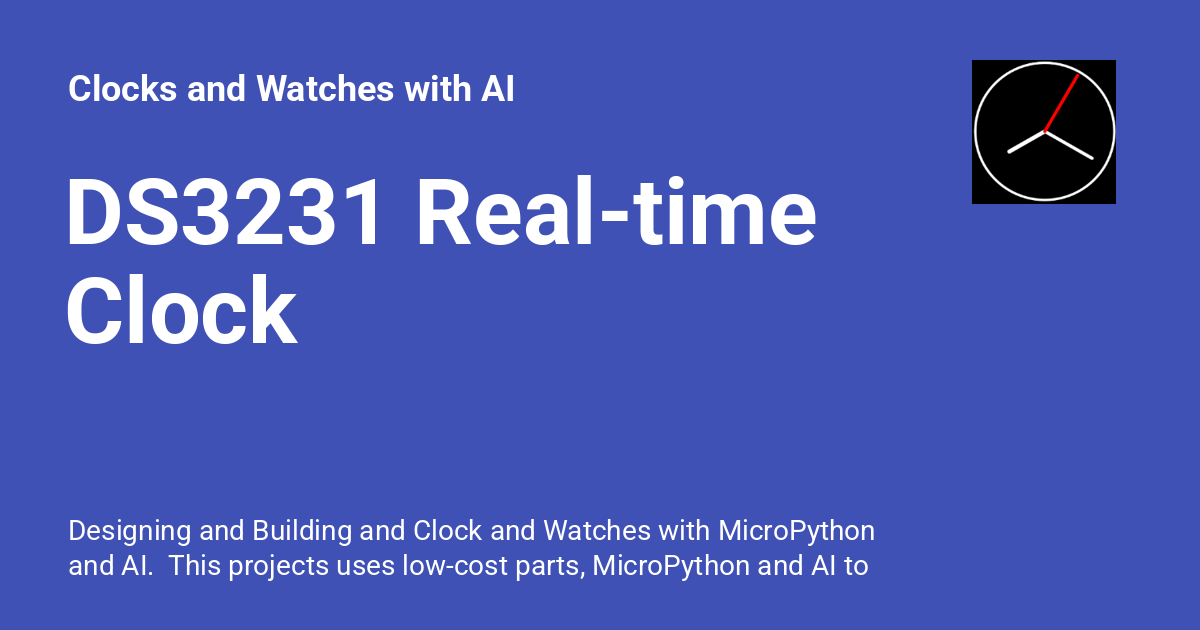 Clocks and Watches with AI
DS3231 Real-time
Clock
Designing and Building and Clock and Watches with MicroPython
and AI.  This projects uses low-cost parts, MicroPython and AI to